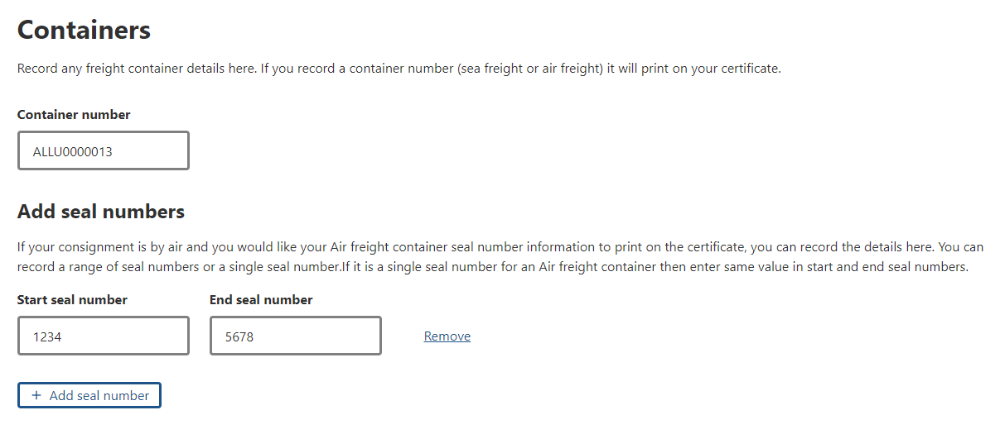 Containers
Record any freight container details here. If you record a container number (sea freight or air freight) it will print on your certificate.
Container number
ALLU0000013
Add seal numbers
If your consignment is by air and you would like your Air freight container seal number information to print on the certificate, you can record the details here. You can
record a range of seal numbers or a single seal number.If it is a single seal number for an Air freight container then enter same value in start and end seal numbers.
Start seal number End seal number
1234 5678 Remove
+ Add seal number